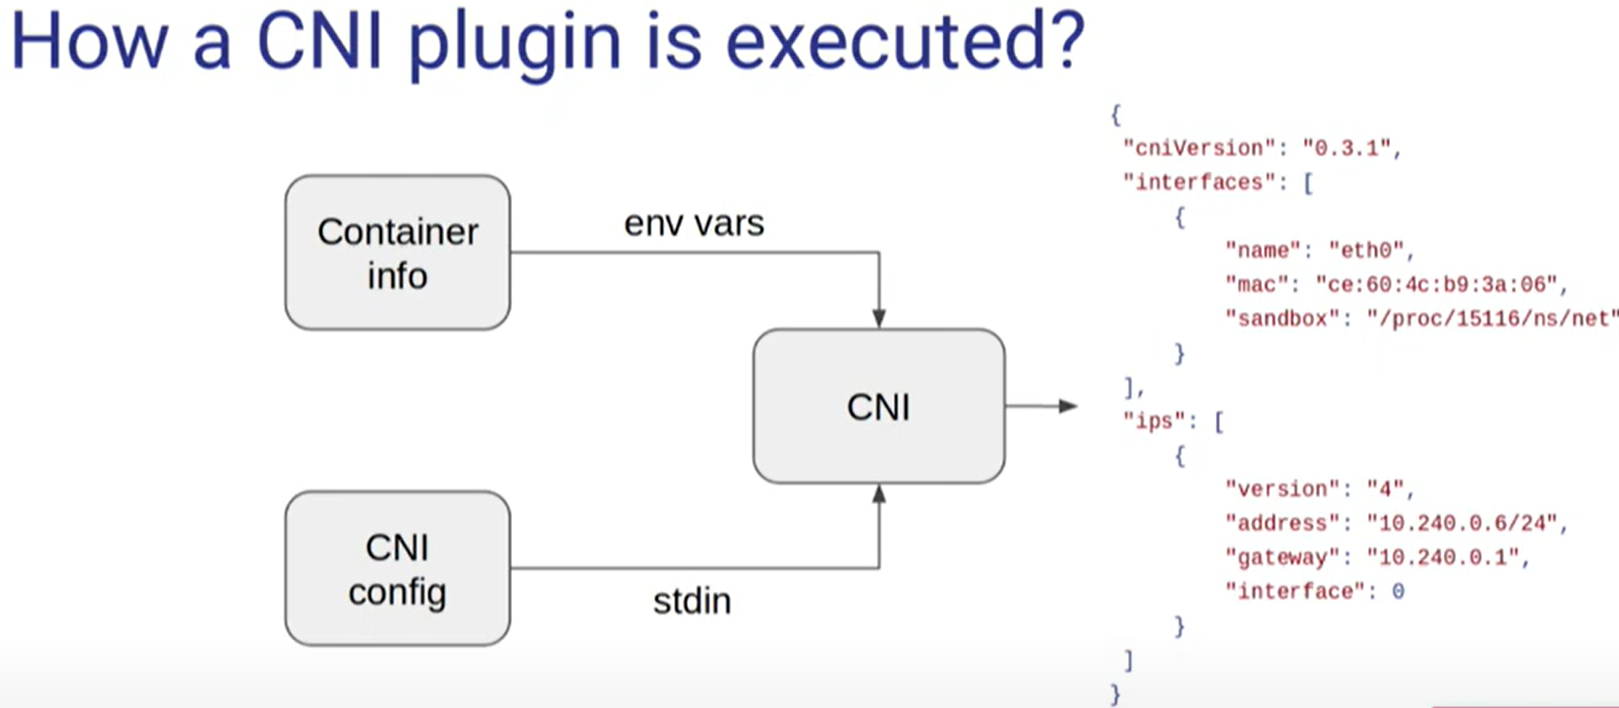 How a CNI plugin is executed?
Container
info
env vars
CNI
CNI
config
stdin
{
"cniVersion": "0.3.1",
"interfaces": [
{
"name": "eth0",
"mac": "ce:60:4c:b9:3a:06",
"sandbox": "/proc/15116/ns/net"
}
],
"ips": [
{
"version": "4",
"address": "10.240.0.6/24",
"gateway": "10.240.0.1",
"interface": 0
}
]
}